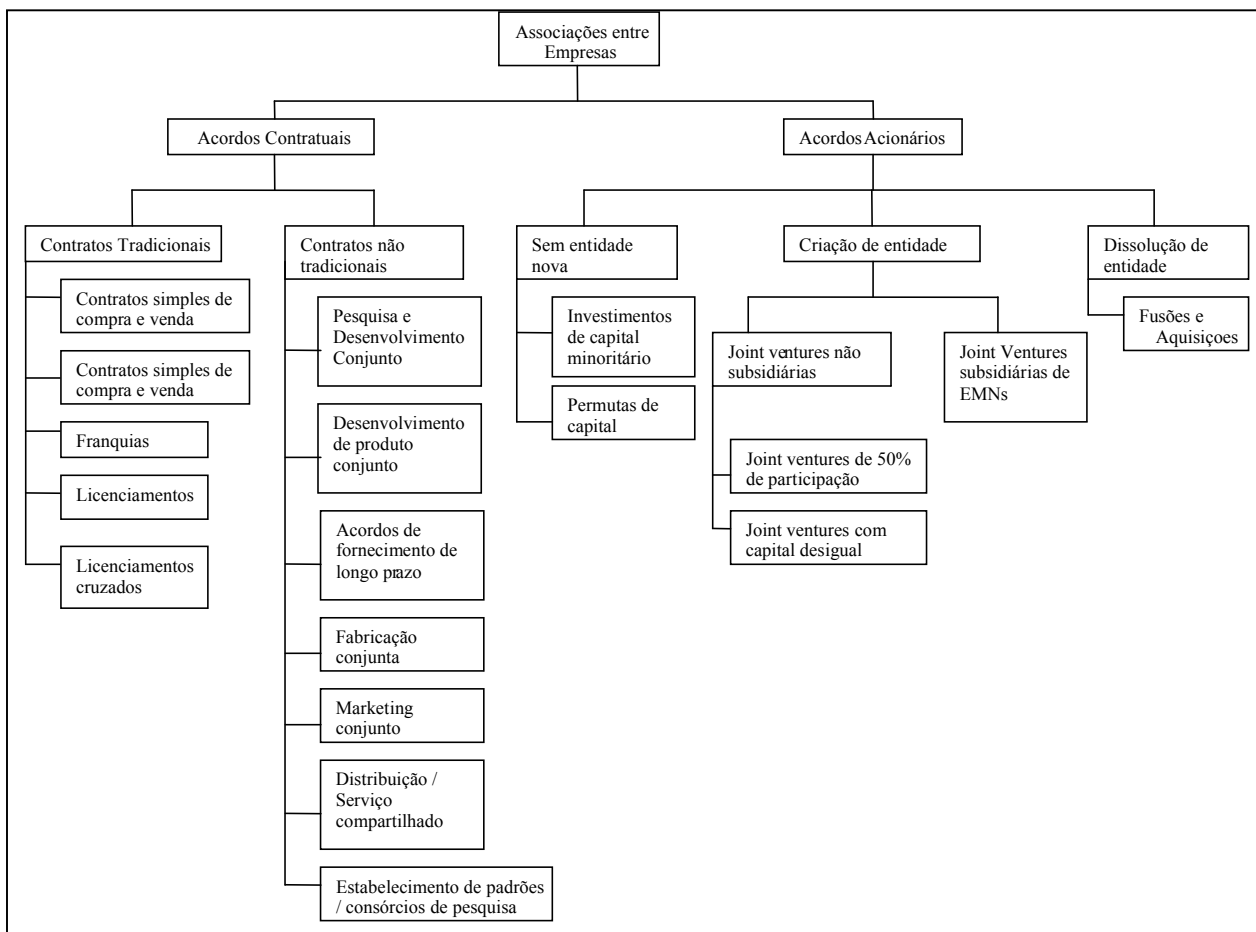 Associações entre
Empresas
Acordos Contratuais
Acordos Acionários
Contratos Tradicionais
Contratos simples de
compra e venda
Contratos simples de
compra e venda
Franquias
Licenciamentos
Licenciamentos
cruzados
Contratos não
tradicionais
Pesquisa e
Desenvolvimento
Conjunto
Desenvolvimento
de produto
conjunto
Acordos de
fornecimento de
longo prazo
Fabricação
conjunta
Marketing
conjunto
Distribuição /
Serviço
compartilhado
Estabelecimento de padrões
/ consórcios de pesquisa
Sem entidade
nova
Investimentos
de capital
minoritário
Permutas de
capital
Criação de entidade
Joint ventures não
subsidiárias
Joint ventures de 50%
de participação
Joint ventures com
capital desigual
Joint Ventures
subsidiárias de
EMNs
Dissolução de
entidade
Fusões e
Aquisiçoes